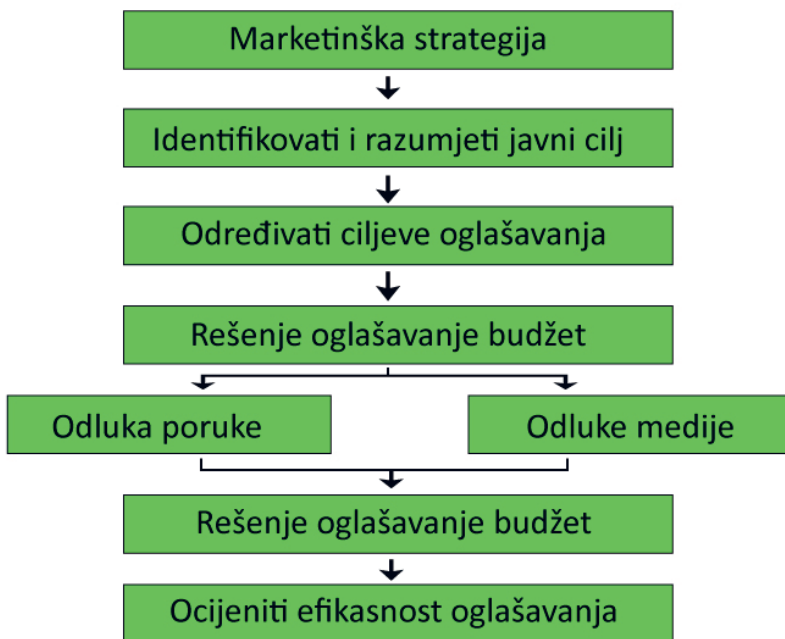 Marketinška strategija
Identifikovati i razumjeti javni cilj
Određivati ciljeve oglašavanja
Rešenje oglašavanje budžet
Odluka poruke
Odluke medije
Rešenje oglašavanje budžet
Ocijeniti efikasnost oglašavanja